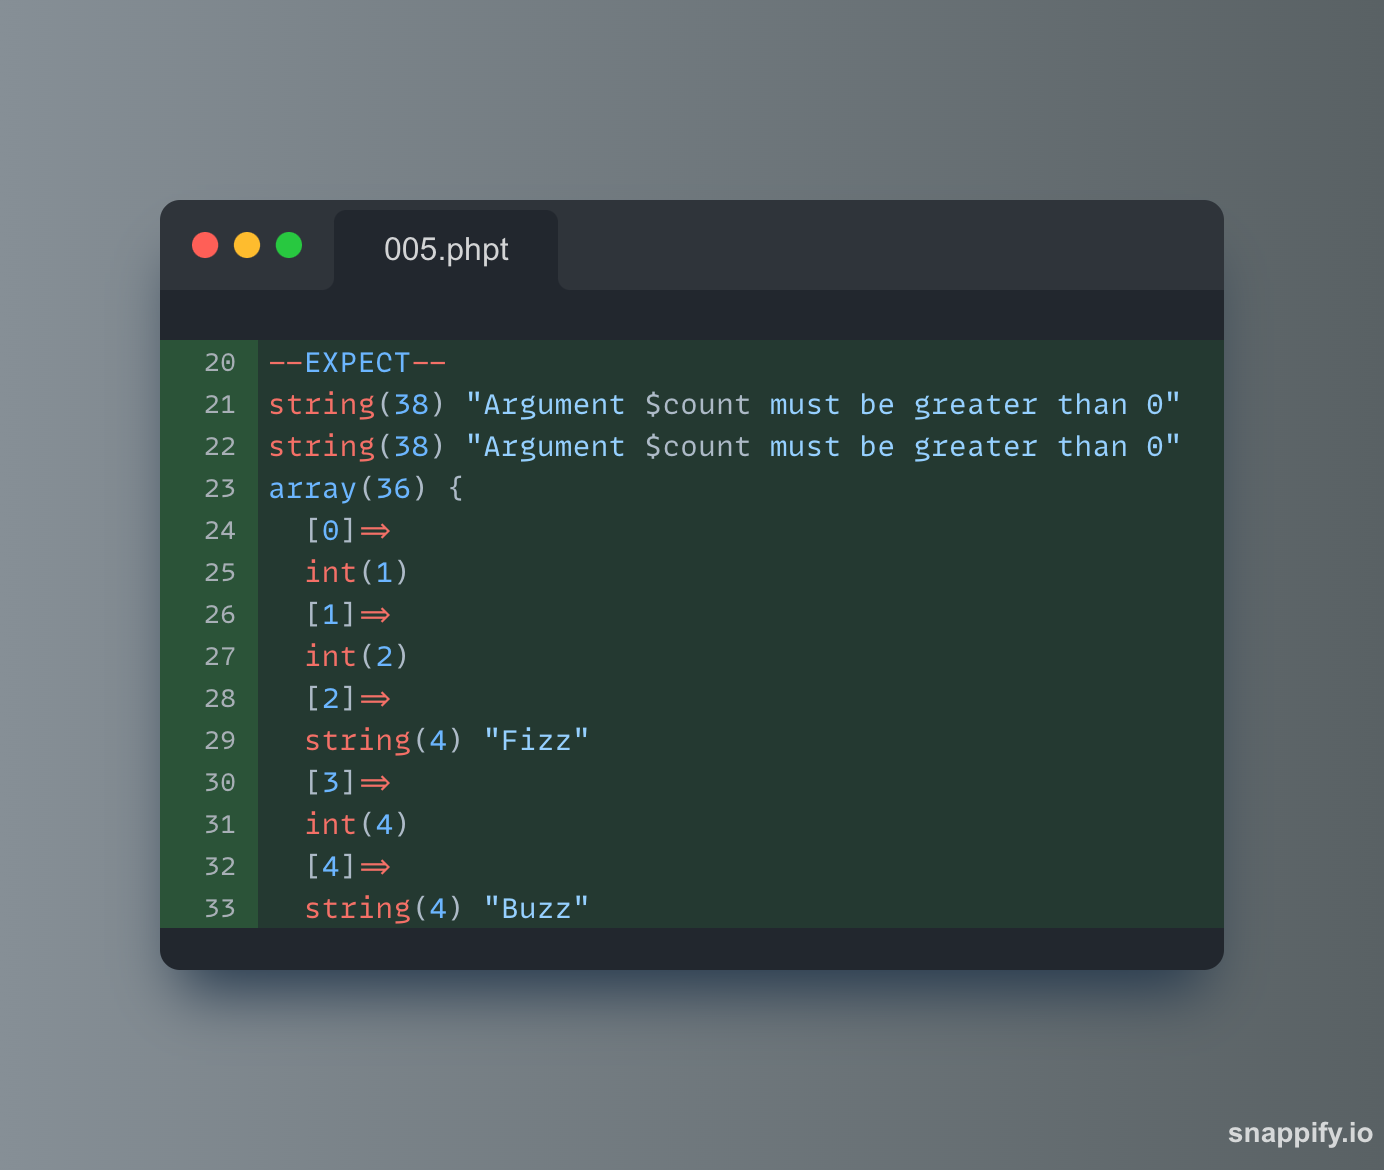 005.phpt
20 --EXPECT--
21 string(38) "Argument $count must be greater than 0"
22 string(38) "Argument $count must be greater than 0"
23 array(36) {
24   [0]=>
25   int(1)
26   [1]=>
27   int(2)
28   [2]=>
29   string(4) "Fizz"
30   [3]=>
31   int(4)
32   [4]=>
33   string(4) "Buzz"
snappify.io